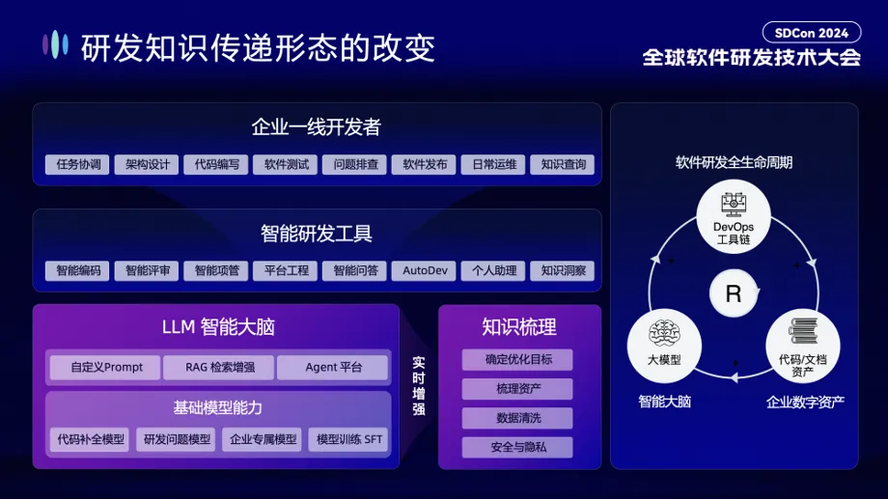 研发知识传递形态的改变
SDCon 2024
全球软件研发技术大会
企业一线开发者
任务协调 架构设计 代码编写 软件测试 问题排查 软件发布 日常运维 知识查询
智能研发工具
智能编码 智能评审 智能项管 平台工程 智能问答 AutoDev 个人助理 知识洞察
LLM 智能大脑
自定义Prompt RAG 检索增强 Agent 平台
基础模型能力
代码补全模型 研发问题模型 企业专属模型 模型训练 SFT
实时增强
知识梳理
确定优化目标
梳理资产
数据清洗
安全与隐私
软件研发全生命周期
DevOps
工具链
R
大模型
代码/文档
资产
智能大脑
企业数字资产